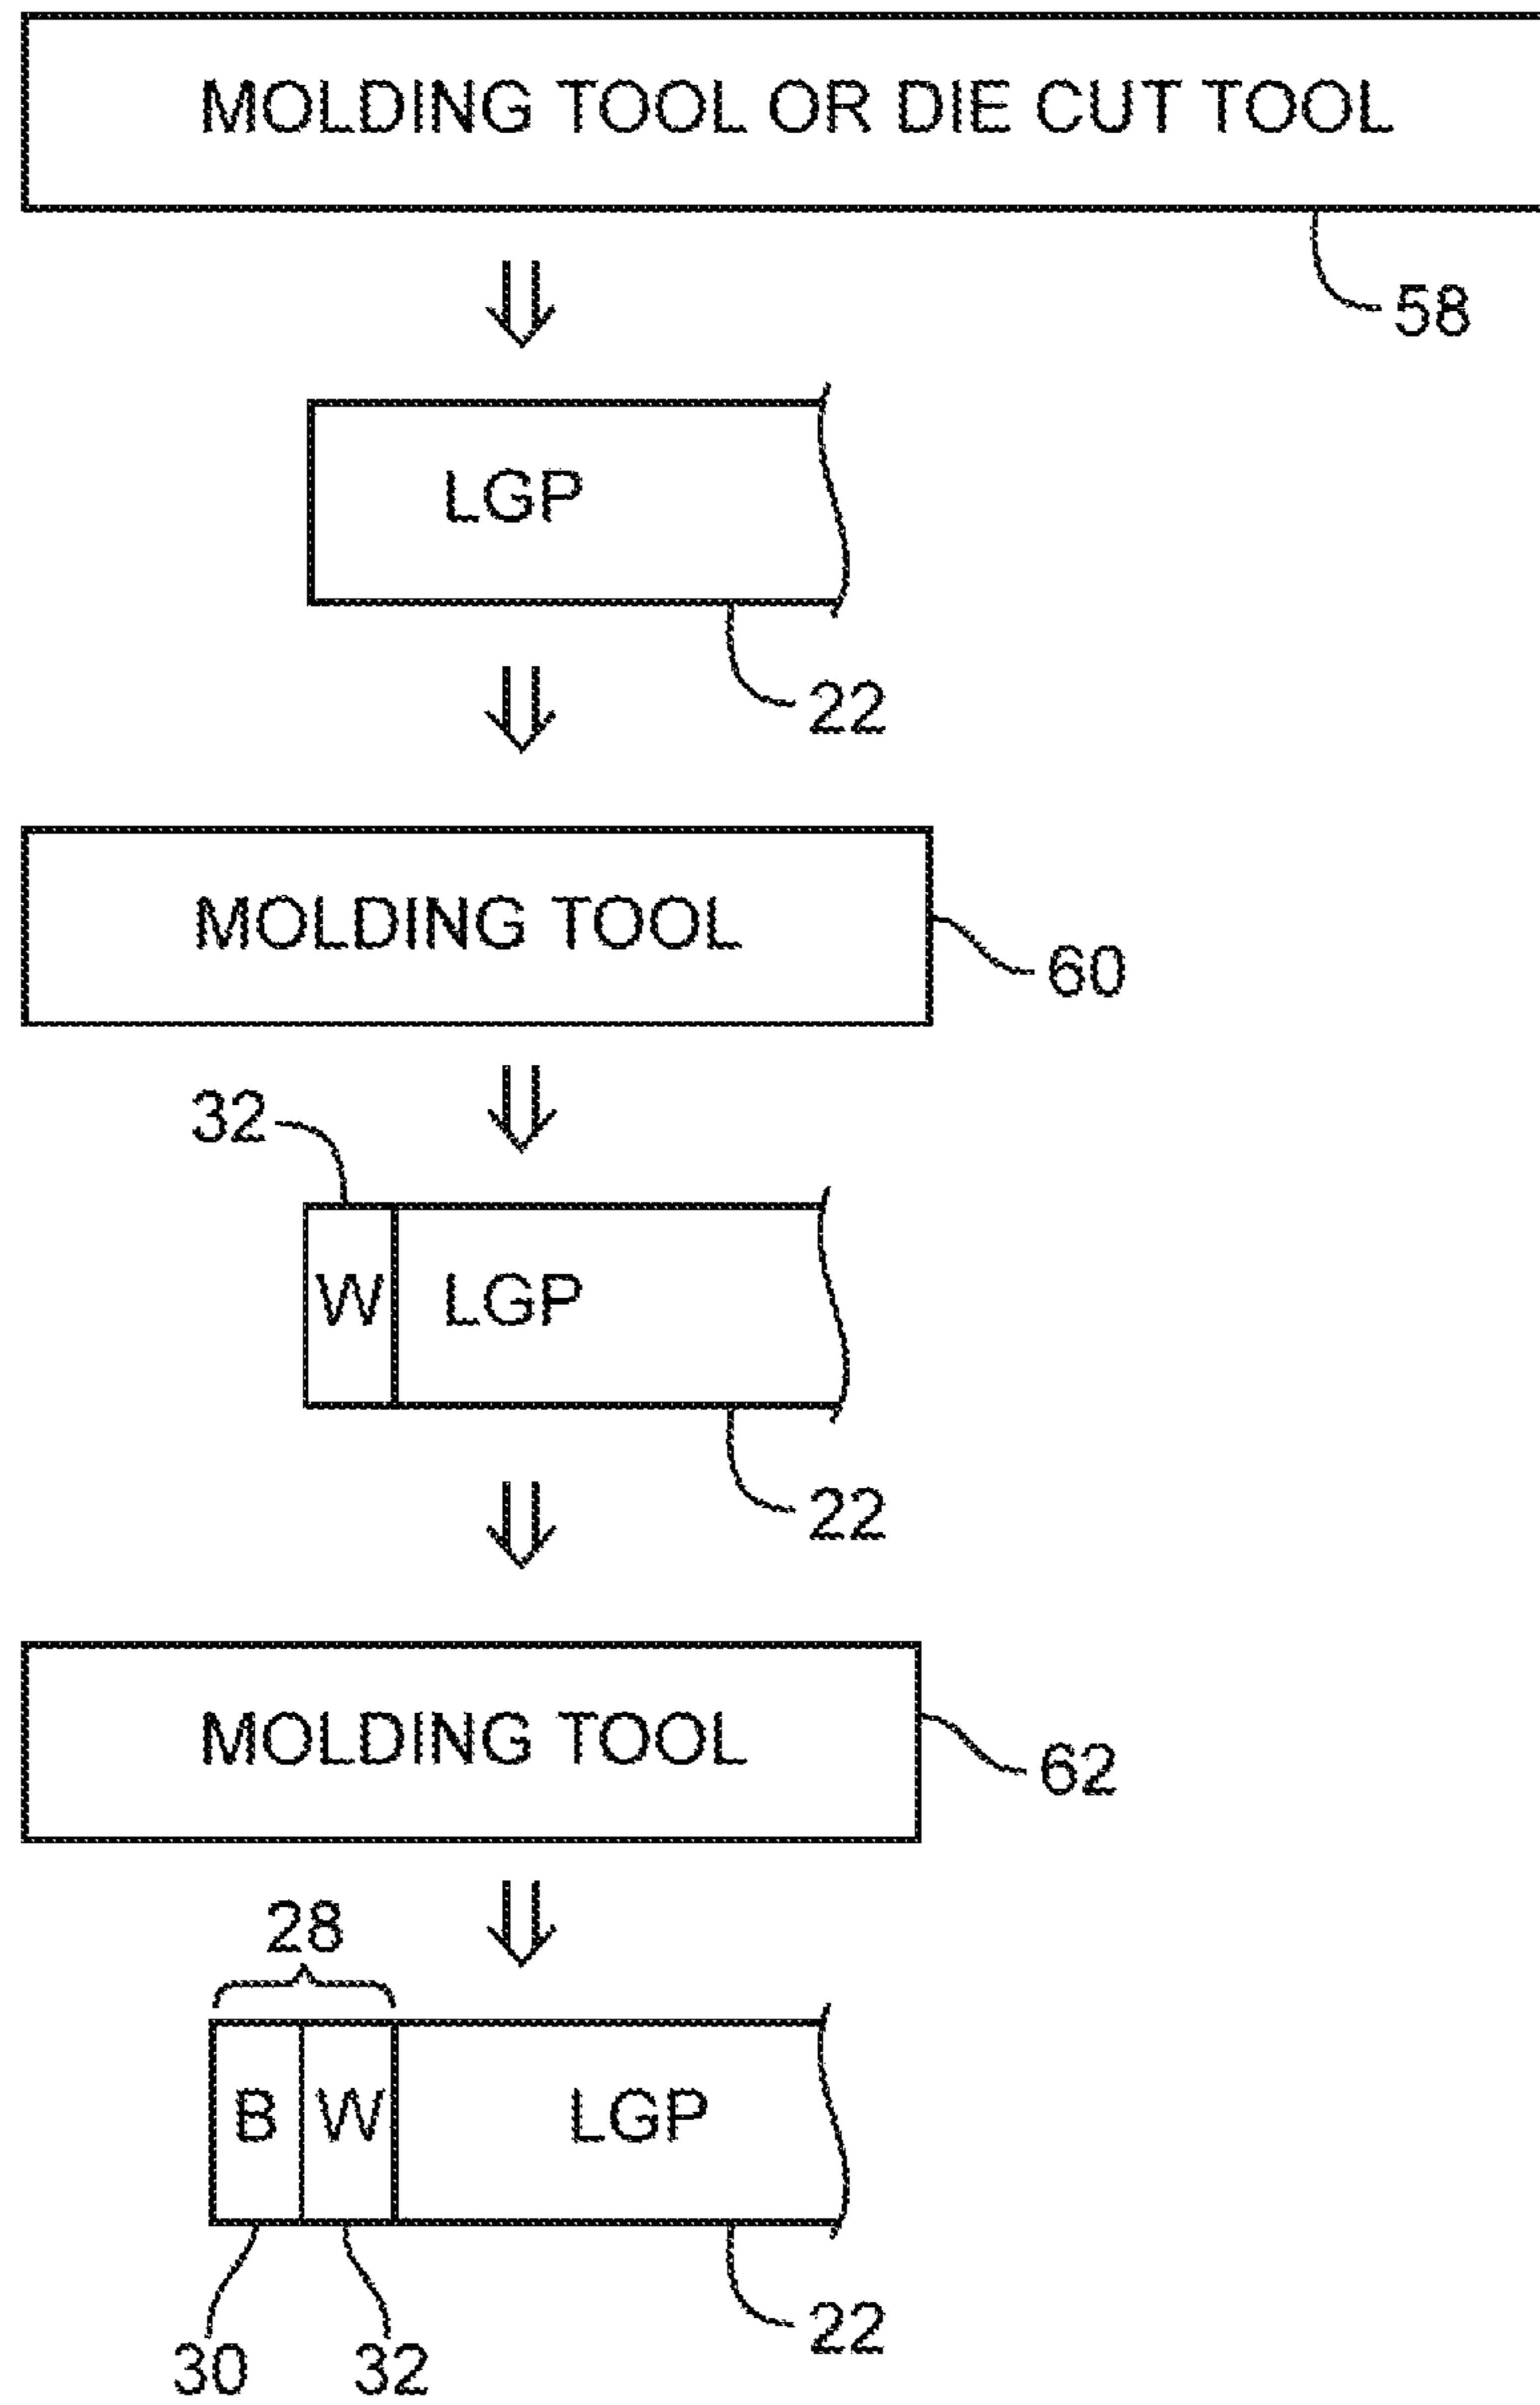 MOLDING TOOL OR DIE CUT TOOL
58
LGP
22
MOLDING TOOL
60
32
W LGP
22
MOLDING TOOL
62
28
B W LGP
22
30 32